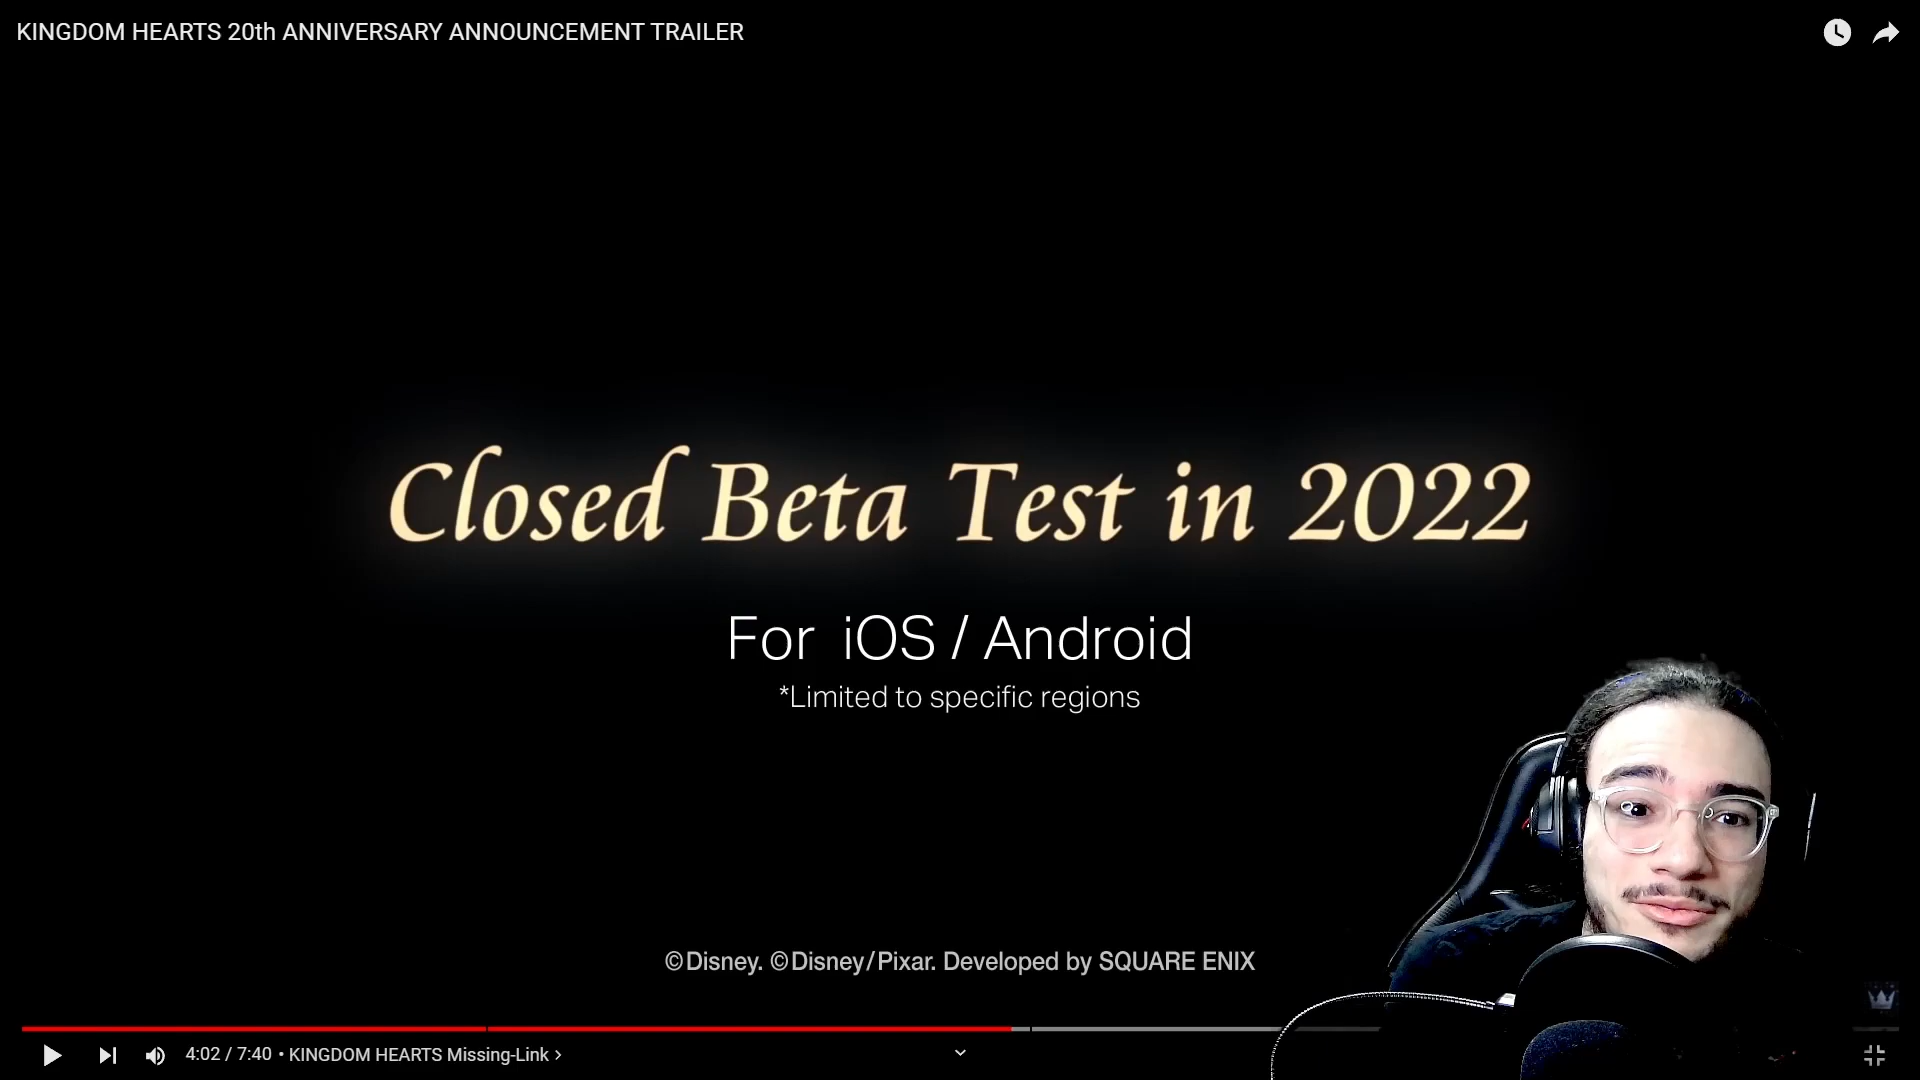 KINGDOM HEARTS 20th ANNIVERSARY ANNOUNCEMENT TRAILER
Closed Beta Test in 2022
For iOS / Android
*Limited to specific regions
©Disney. ©Disney/Pixar. Developed by SQUARE ENIX
4:02 / 7:40 • KINGDOM HEARTS Missing-Link ›